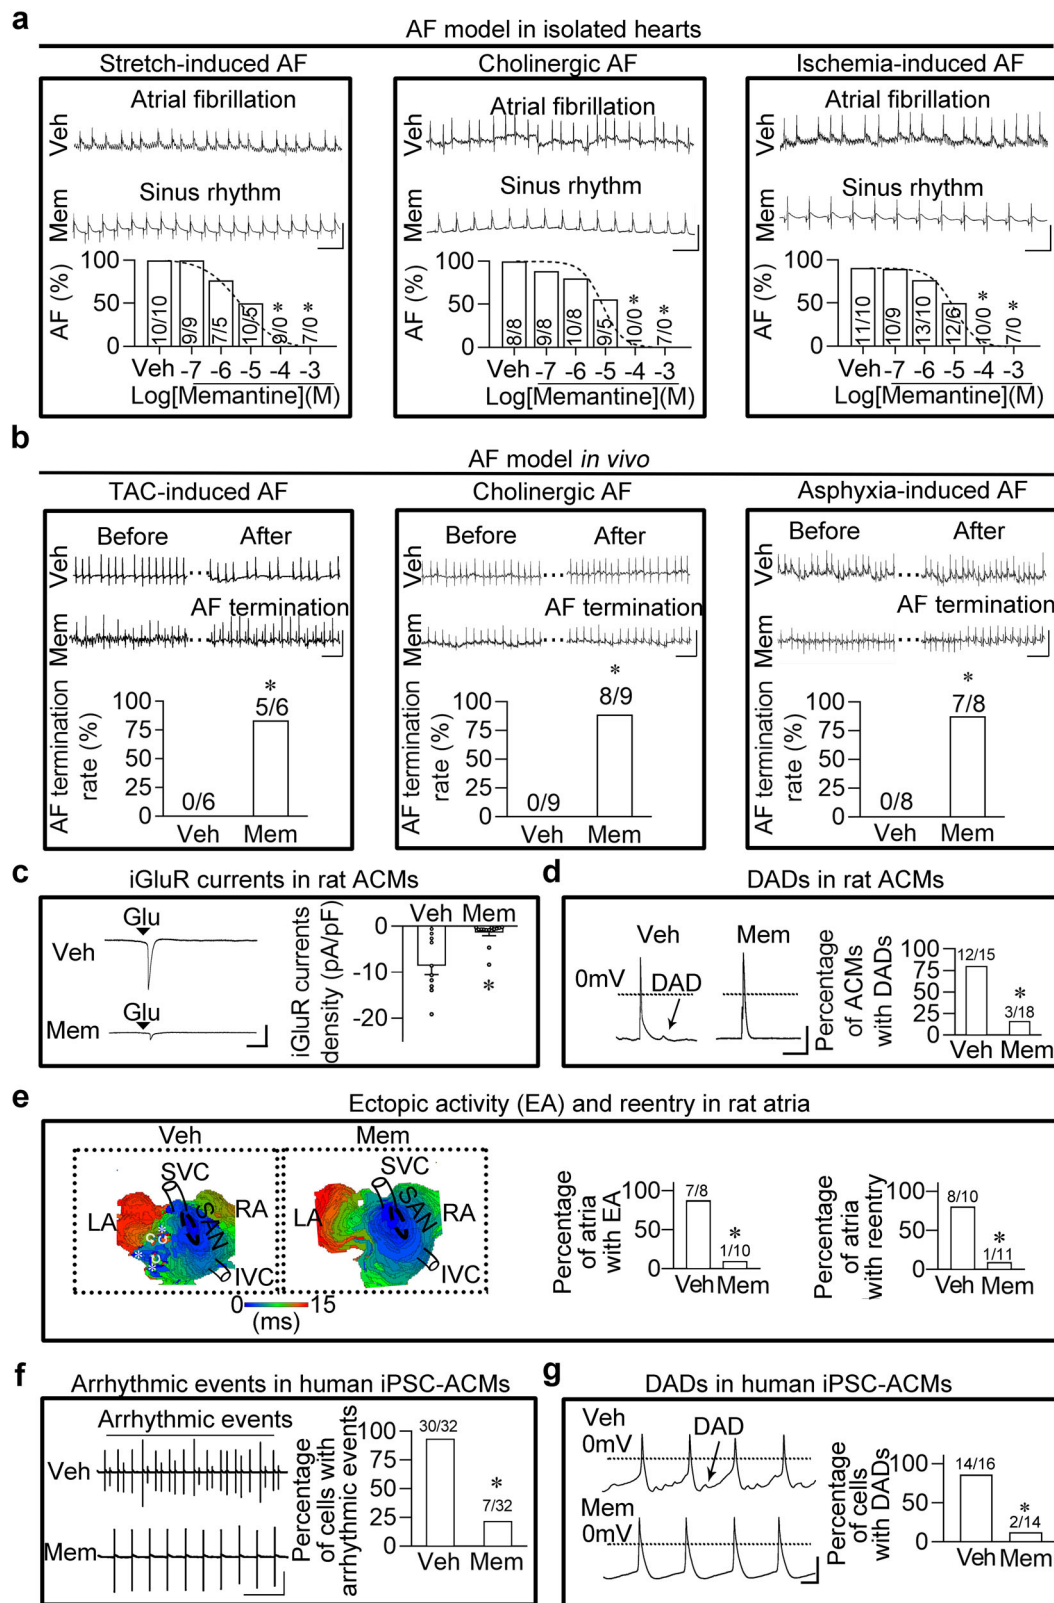 a
AF model in isolated hearts
Stretch-induced AF
Atrial fibrillation
Veh
Sinus rhythm
Mem
AF (%)
100
50
0
10/10
9/9
7/5
10/5
9/0
*
7/0
*
Veh -7 -6 -5 -4 -3
Log[Memantine](M)
Cholinergic AF
Atrial fibrillation
Veh
Sinus rhythm
Mem
AF (%)
100
50
0
8/8
9/8
10/8
9/5
10/0
*
7/0
*
Veh -7 -6 -5 -4 -3
Log[Memantine](M)
Ischemia-induced AF
Atrial fibrillation
Veh
Sinus rhythm
Mem
AF (%)
100
50
0
11/10
10/9
13/10
12/6
10/0
*
7/0
*
Veh -7 -6 -5 -4 -3
Log[Memantine](M)
b
AF model in vivo
TAC-induced AF
Before After
Veh
AF termination
Mem
AF termination
rate (%)
100
75
50
25
0
0/6
*
5/6
Veh Mem
Cholinergic AF
Before After
Veh
AF termination
Mem
AF termination
rate (%)
100
75
50
25
0
0/9
*
8/9
Veh Mem
Asphyxia-induced AF
Before After
Veh
AF termination
Mem
AF termination
rate (%)
100
75
50
25
0
0/8
*
7/8
Veh Mem
c
iGluR currents in rat ACMs
Glu
Veh
Glu
Mem
iGluR currents
density (pA/pF)
Veh Mem
0
-10
-20
*
d
DADs in rat ACMs
Veh Mem
0mV
DAD
Percentage
of ACMs
with DADs
100
75
50
25
0
12/15
*
3/18
Veh Mem
e
Ectopic activity (EA) and reentry in rat atria
Veh
SVC
LA
SAN
RA
IVC
*
*
*
Mem
SVC
LA
SAN
RA
IVC
0 15
(ms)
Percentage
of atria
with EA
100
50
0
7/8
*
1/10
Veh Mem
Percentage
of atria
with reentry
100
50
0
8/10
*
1/11
Veh Mem
f
Arrhythmic events in human iPSC-ACMs
Arrhythmic events
Veh
Mem
Percentage
of cells with
arrhythmic events
100
75
50
25
0
30/32
*
7/32
Veh Mem
g
DADs in human iPSC-ACMs
Veh
0mV
DAD
Mem
0mV
Percentage
of cells
with DADs
100
50
0
14/16
*
2/14
Veh Mem